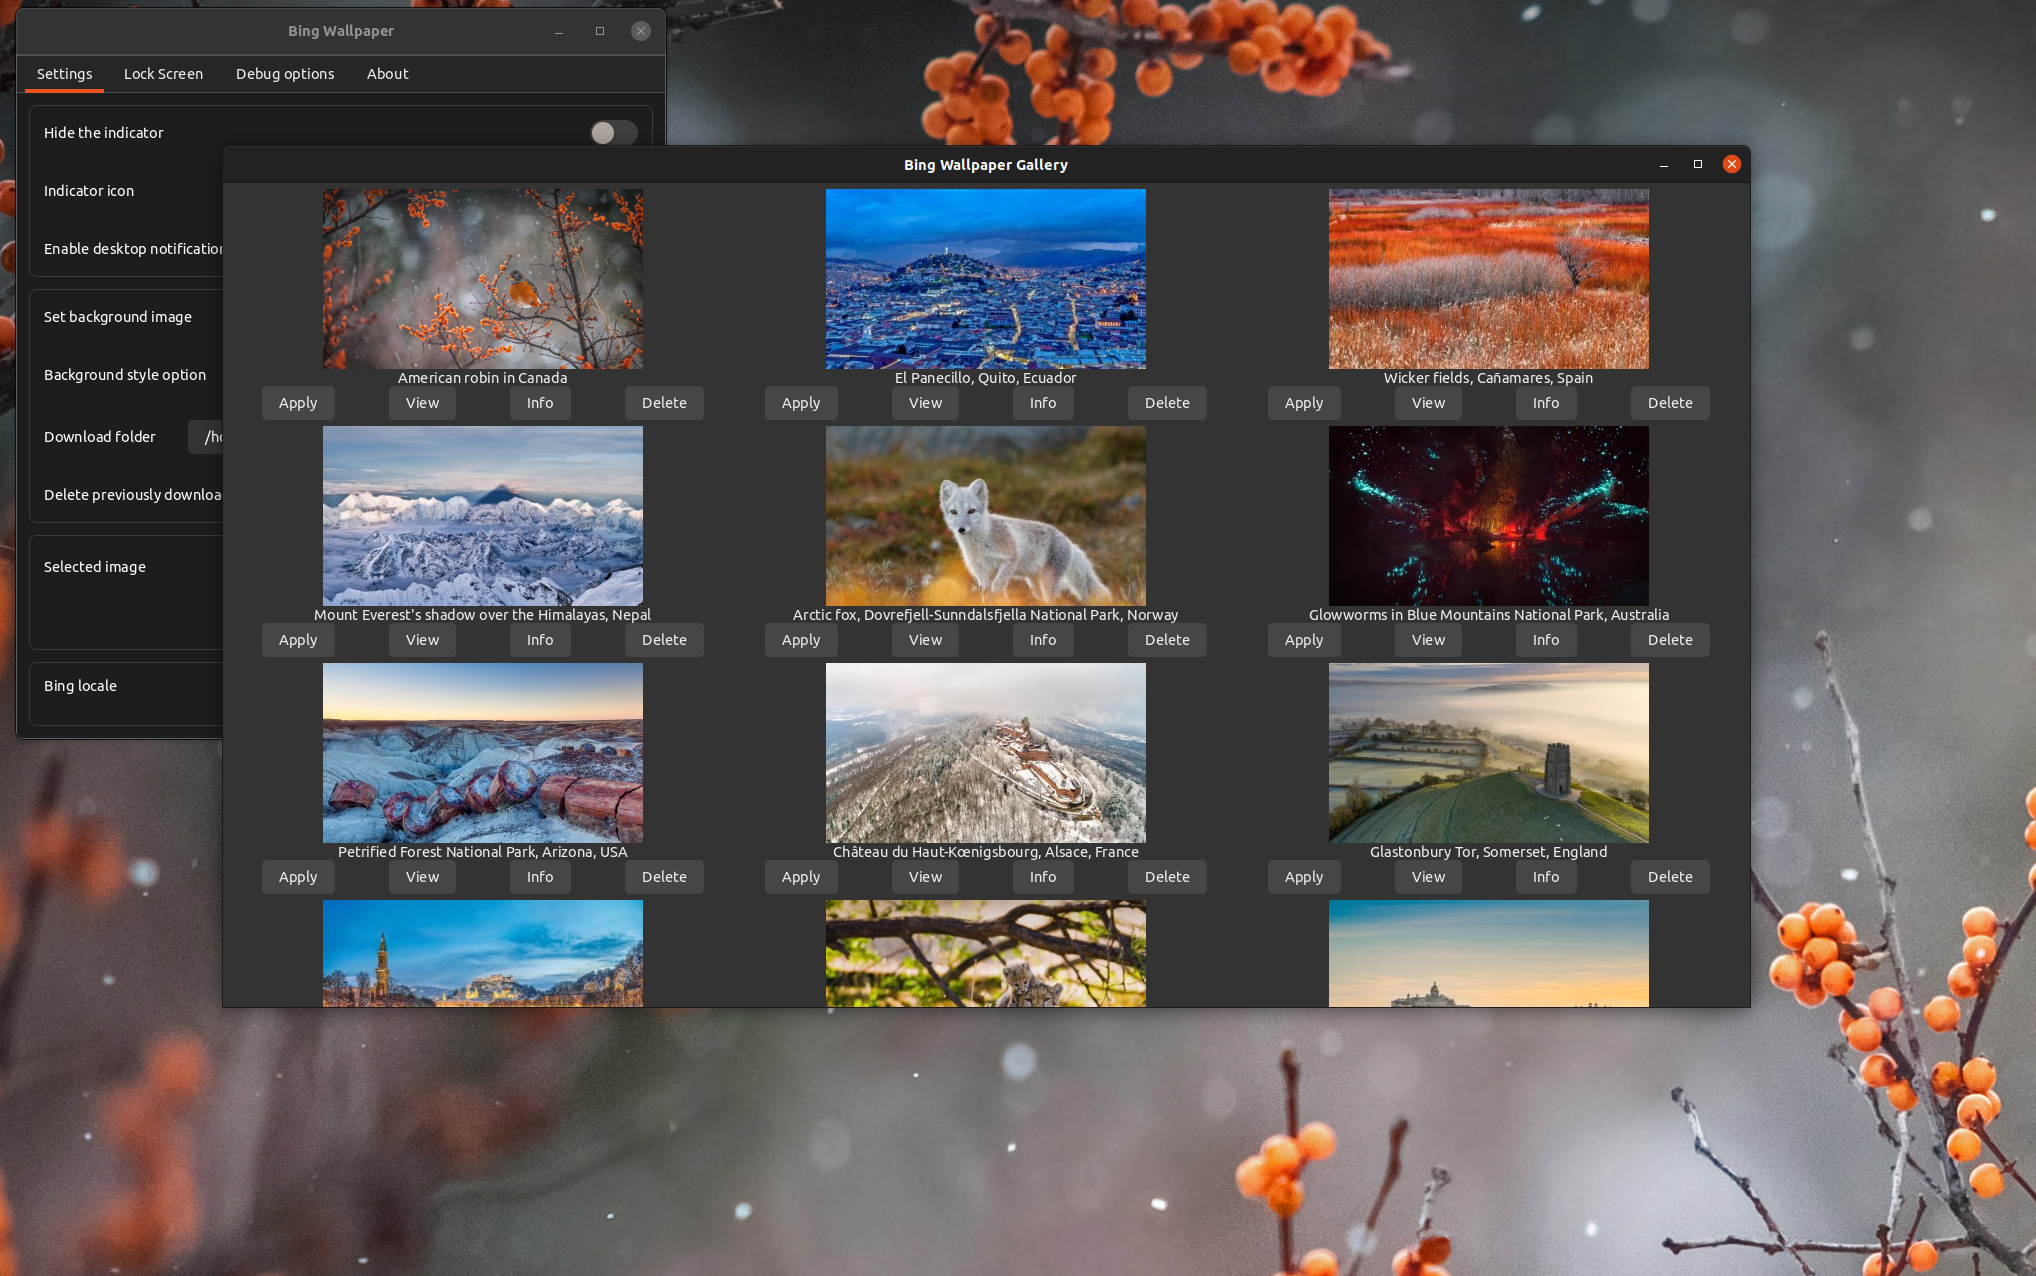 Bing Wallpaper
Settings Lock Screen Debug options About
Hide the indicator
Indicator icon
Enable desktop notification
Set background image
Background style option
Download folder /ho
Delete previously downloa
Selected image
Bing locale
Bing Wallpaper Gallery
American robin in Canada
Apply View Info Delete
El Panecillo, Quito, Ecuador
Apply View Info Delete
Wicker fields, Cañamares, Spain
Apply View Info Delete
Mount Everest's shadow over the Himalayas, Nepal
Apply View Info Delete
Arctic fox, Dovrefjell-Sunndalsfjella National Park, Norway
Apply View Info Delete
Glowworms in Blue Mountains National Park, Australia
Apply View Info Delete
Petrified Forest National Park, Arizona, USA
Apply View Info Delete
Château du Haut-Kœnigsbourg, Alsace, France
Apply View Info Delete
Glastonbury Tor, Somerset, England
Apply View Info Delete